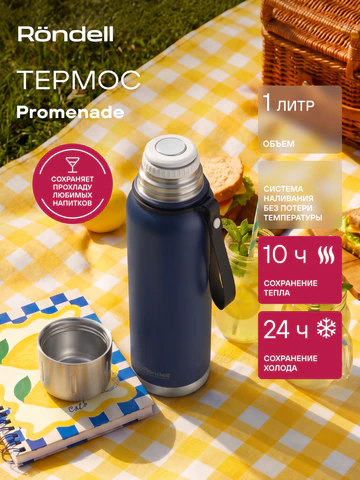 Röndell
ТЕРМОС
Promenade
СОХРАНЯЕТ
ПРОХЛАДУ
ЛЮБИМЫХ
НАПИТКОВ
1 ЛИТР
ОБЪЕМ
СИСТЕМА
НАЛИВАНИЯ
БЕЗ ПОТЕРИ
ТЕМПЕРАТУРЫ
10 ч
СОХРАНЕНИЕ
ТЕПЛА
24 ч
СОХРАНЕНИЕ
ХОЛОДА
Röndell